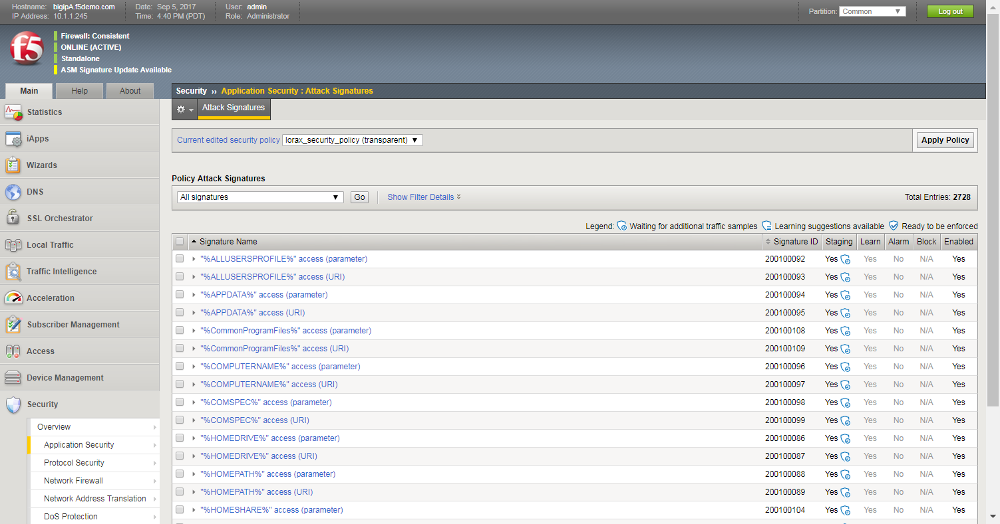 Hostname: bigipA.f5demo.com Date: Sep 5, 2017 User: admin
IP Address: 10.1.1.245 Time: 4:40 PM (PDT) Role: Administrator
Partition: Common Log out
f5
Firewall: Consistent
ONLINE (ACTIVE)
Standalone
ASM Signature Update Available
Main Help About
Security ›› Application Security : Attack Signatures
Attack Signatures
Statistics
iApps
Wizards
DNS
SSL Orchestrator
Local Traffic
Traffic Intelligence
Acceleration
Subscriber Management
Access
Device Management
Security
Overview
Application Security
Protocol Security
Network Firewall
Network Address Translation
DoS Protection
Current edited security policy lorax_security_policy (transparent) Apply Policy
Policy Attack Signatures
All signatures Go Show Filter Details Total Entries: 2728
Legend: Waiting for additional traffic samples Learning suggestions available Ready to be enforced
Signature Name Signature ID Staging Learn Alarm Block Enabled
"%ALLUSERSPROFILE%" access (parameter) 200100092 Yes Yes No N/A Yes
"%ALLUSERSPROFILE%" access (URI) 200100093 Yes Yes No N/A Yes
"%APPDATA%" access (parameter) 200100094 Yes Yes No N/A Yes
"%APPDATA%" access (URI) 200100095 Yes Yes No N/A Yes
"%CommonProgramFiles%" access (parameter) 200100108 Yes Yes No N/A Yes
"%CommonProgramFiles%" access (URI) 200100109 Yes Yes No N/A Yes
"%COMPUTERNAME%" access (parameter) 200100096 Yes Yes No N/A Yes
"%COMPUTERNAME%" access (URI) 200100097 Yes Yes No N/A Yes
"%COMSPEC%" access (parameter) 200100098 Yes Yes No N/A Yes
"%COMSPEC%" access (URI) 200100099 Yes Yes No N/A Yes
"%HOMEDRIVE%" access (parameter) 200100086 Yes Yes No N/A Yes
"%HOMEDRIVE%" access (URI) 200100087 Yes Yes No N/A Yes
"%HOMEPATH%" access (parameter) 200100088 Yes Yes No N/A Yes
"%HOMEPATH%" access (URI) 200100089 Yes Yes No N/A Yes
"%HOMESHARE%" access (parameter) 200100104 Yes Yes No N/A Yes